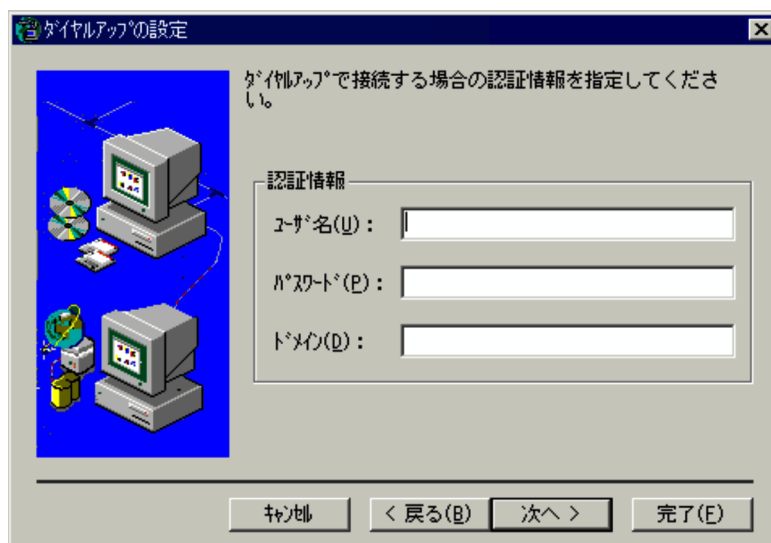 ﾀﾞｲﾔﾙｱｯﾌﾟの設定
ﾀﾞｲﾔﾙｱｯﾌﾟで接続する場合の認証情報を指定してくださ
い。
認証情報
ﾕｰｻﾞ名(U)：
ﾊﾟｽﾜｰﾄﾞ(P)：
ﾄﾞﾒｲﾝ(D)：
ｷｬﾝｾﾙ
< 戻る(B)
次へ >
完了(F)